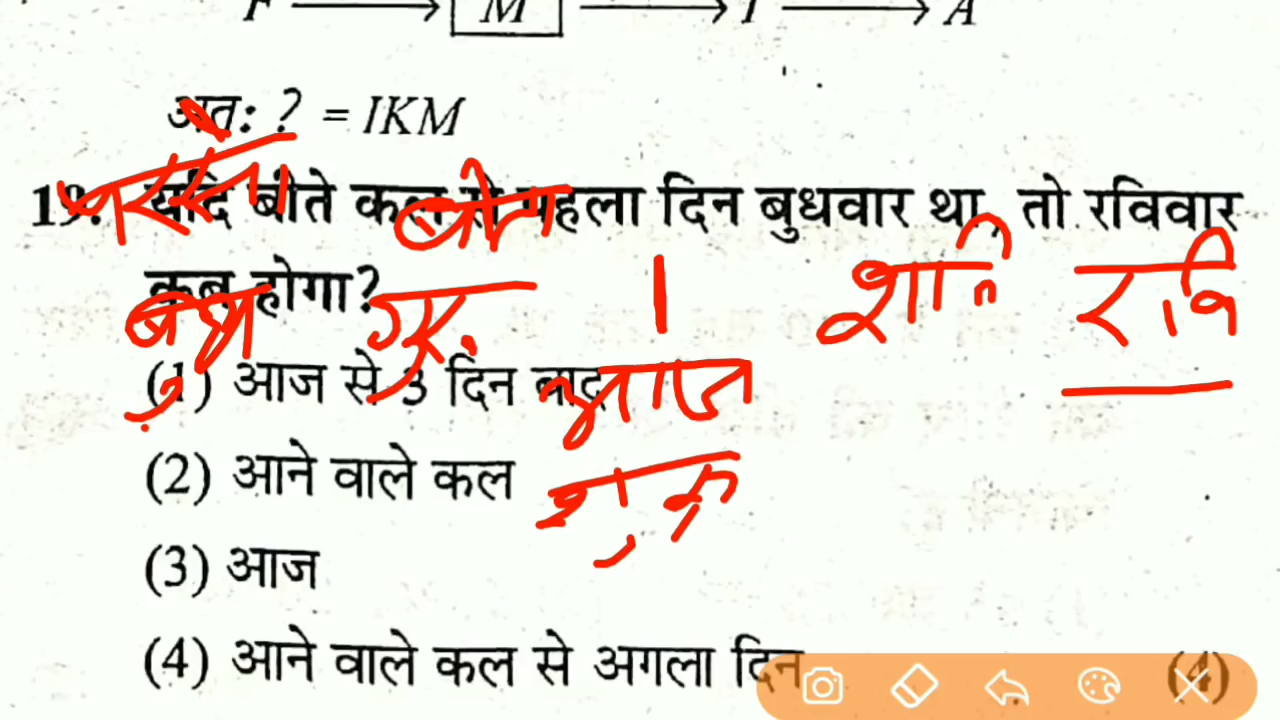 F → M → I → A
अत: ? = IKM
19. यदि बीते कल से पहला दिन बुधवार था, तो रविवार
कब होगा?
परसों बीता
बुध गुरु. । शनि रवि
आज
(1) आज से 3 दिन बाद
शुक्र
(2) आने वाले कल
(3) आज
(4) आने वाले कल से अगला दिन (4)